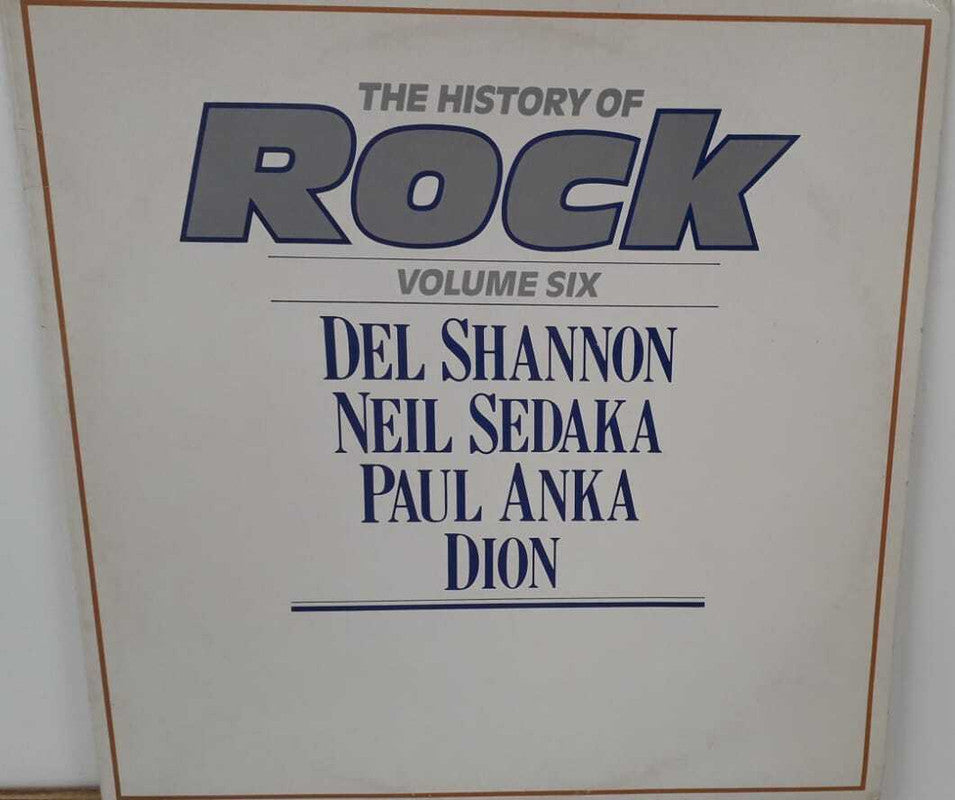 THE HISTORY OF
ROCK
VOLUME SIX
DEL SHANNON
NEIL SEDAKA
PAUL ANKA
DION